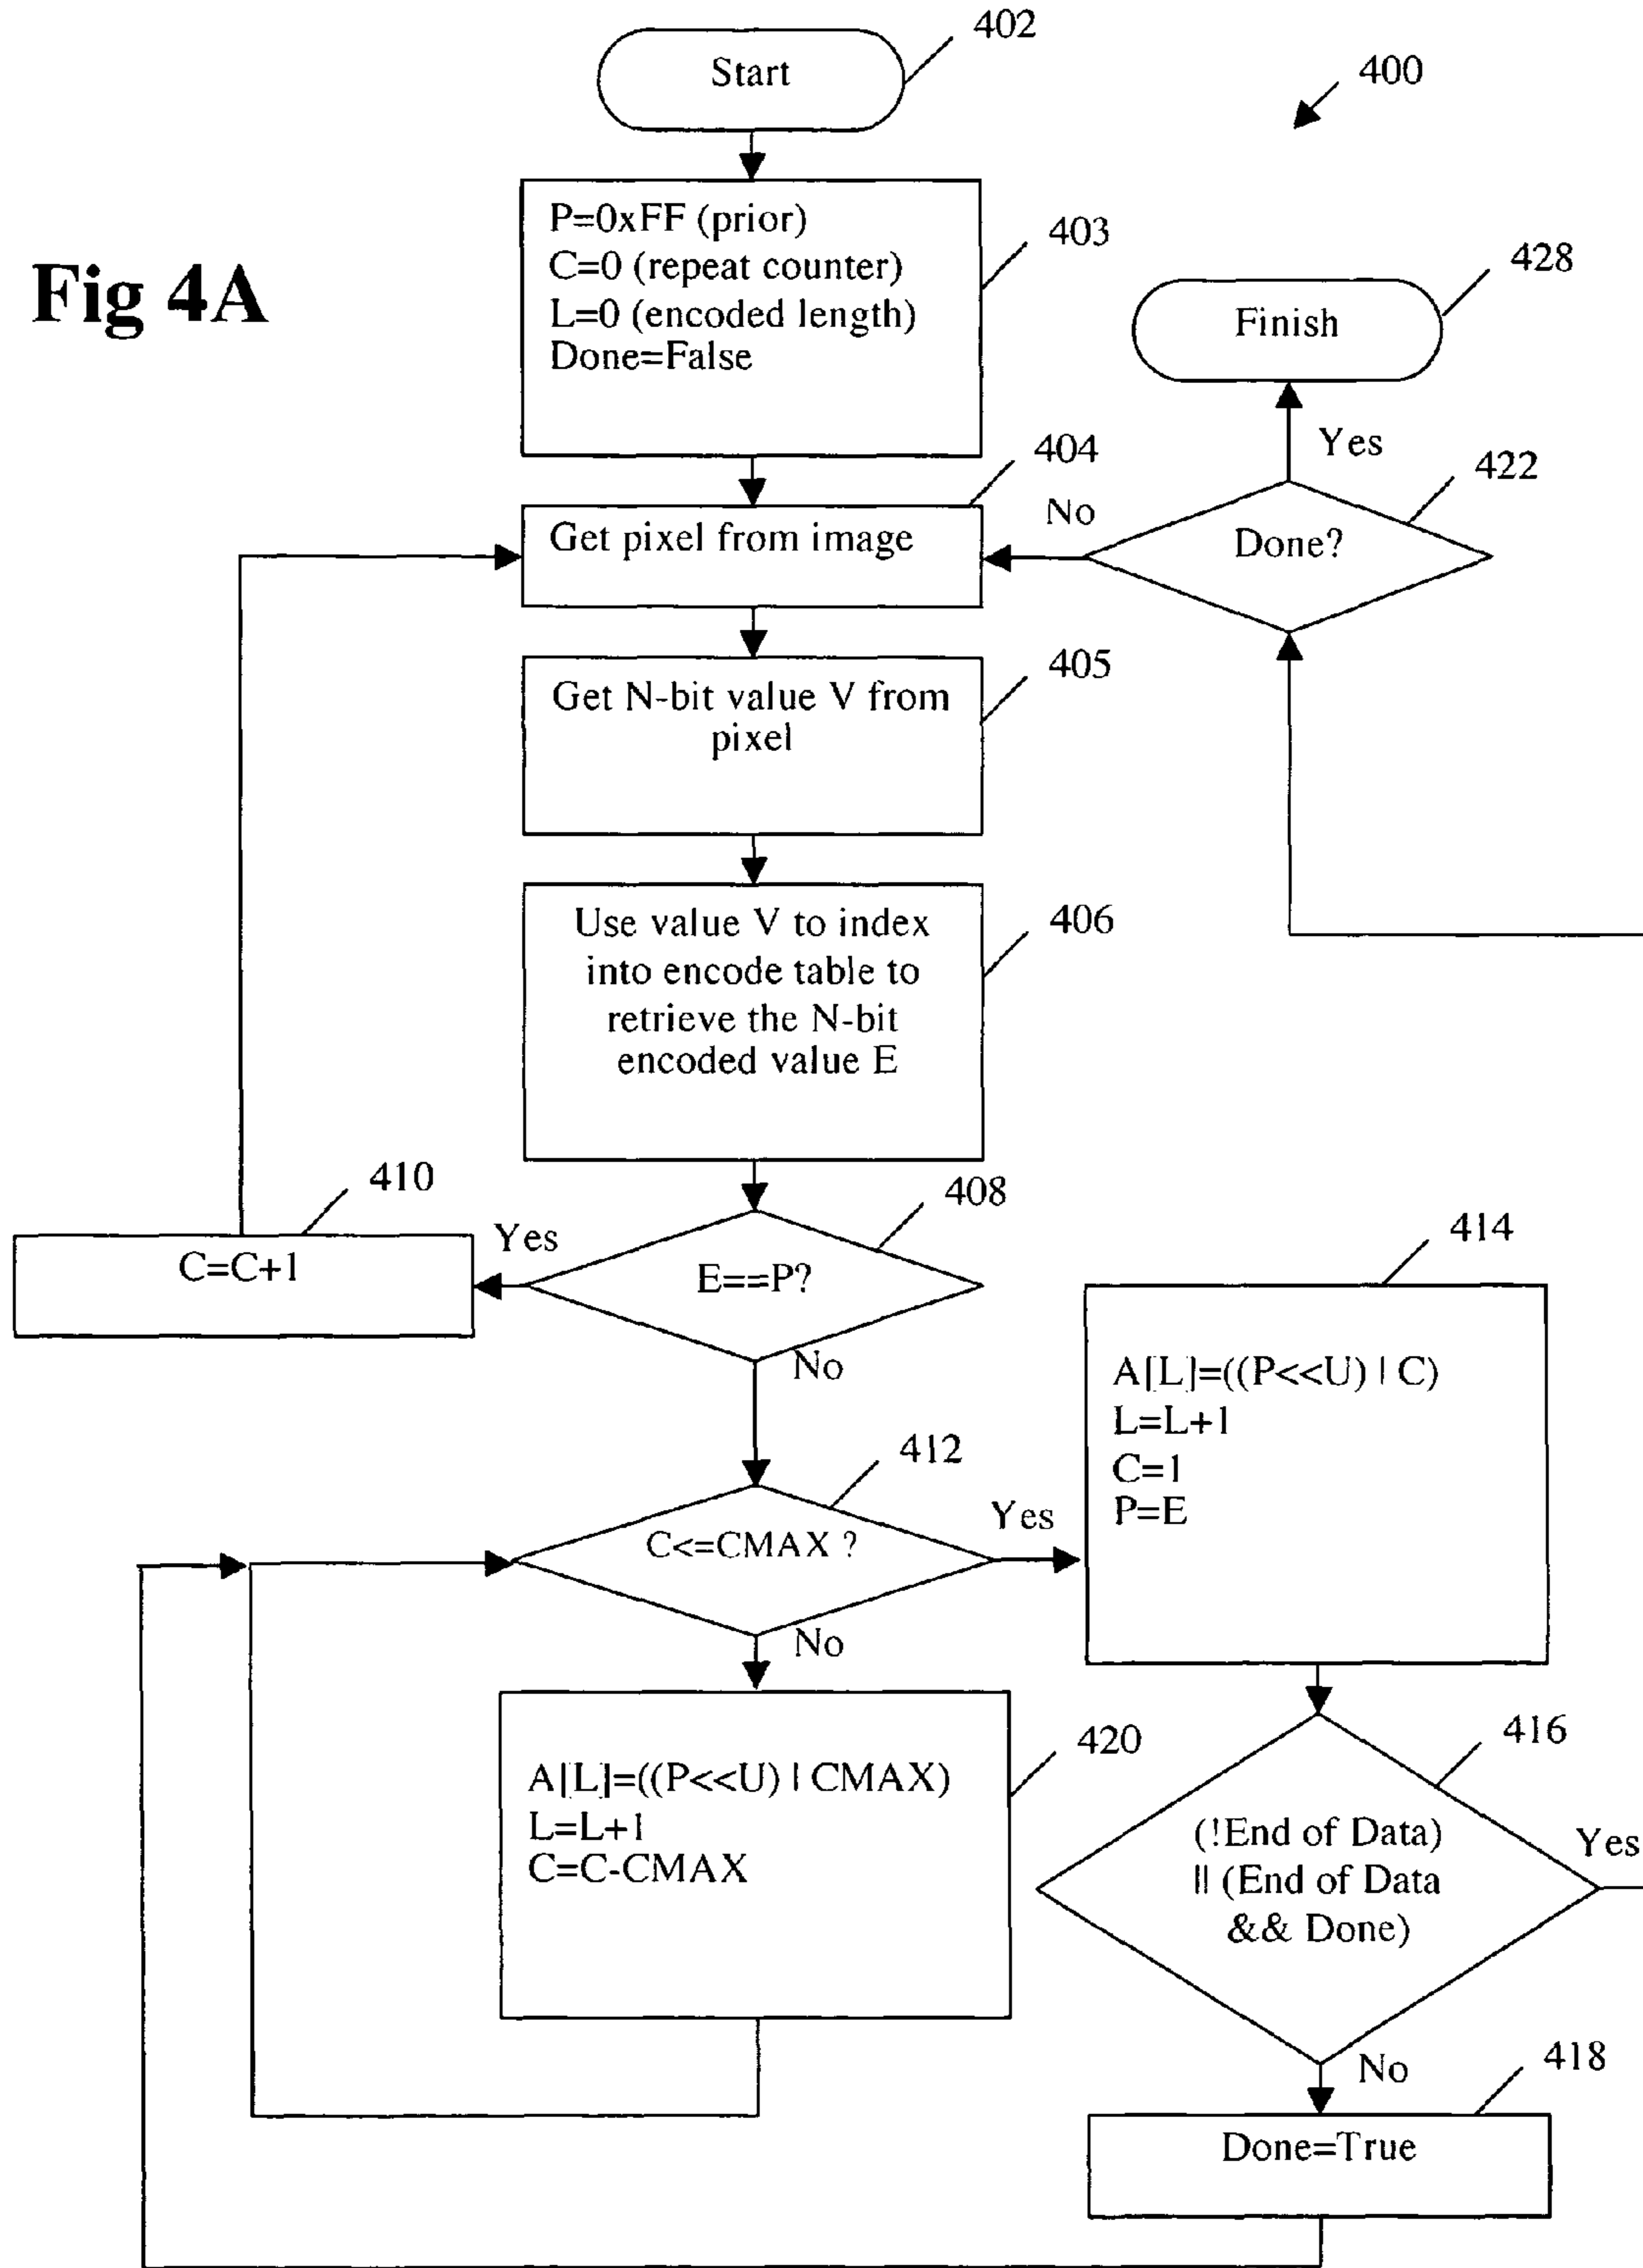 402
Start
400
Fig 4A
P=0xFF (prior)
C=0 (repeat counter)
L=0 (encoded length)
Done=False
403
428
Finish
Yes
404
422
No
Get pixel from image
Done?
405
Get N-bit value V from
pixel
406
Use value V to index
into encode table to
retrieve the N-bit
encoded value E
410
C=C+1
408
Yes
E==P?
No
414
A[L]=((P<<U) | C)
L=L+1
C=1
P=E
412
Yes
C<=CMAX ?
No
420
A[L]=((P<<U) | CMAX)
L=L+1
C=C-CMAX
416
(!End of Data)
|| (End of Data
&& Done)
Yes
No
418
Done=True